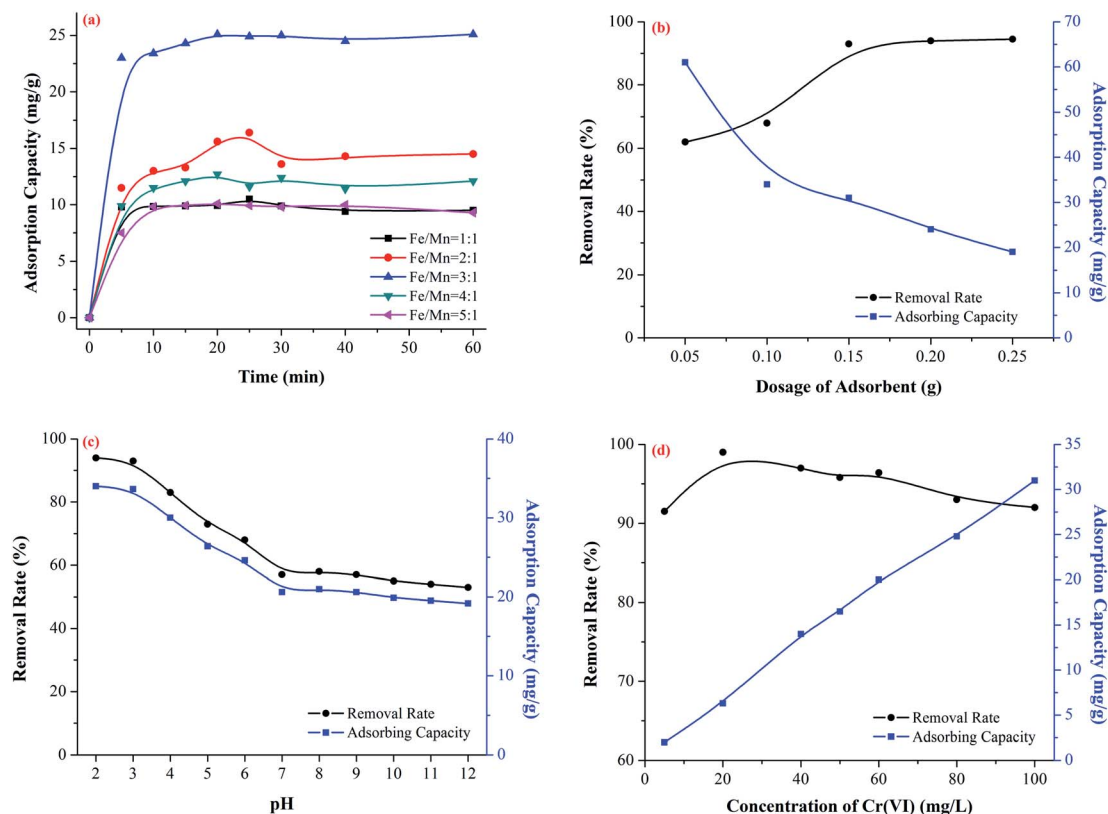 (a)
Adsorption Capacity (mg/g)
25
20
15
10
5
0
Fe/Mn=1:1
Fe/Mn=2:1
Fe/Mn=3:1
Fe/Mn=4:1
Fe/Mn=5:1
0 10 20 30 40 50 60
Time (min)
(b)
Removal Rate (%)
100
80
60
40
20
0
70
60
50
40
30
20
10
0
Adsorption Capacity (mg/g)
Removal Rate
Adsorbing Capacity
0.05 0.10 0.15 0.20 0.25
Dosage of Adsorbent (g)
(c)
Removal Rate (%)
100
80
60
40
20
0
40
30
20
10
0
Adsorption Capacity (mg/g)
Removal Rate
Adsorbing Capacity
2 3 4 5 6 7 8 9 10 11 12
pH
(d)
Removal Rate (%)
100
90
80
70
60
35
30
25
20
15
10
5
0
Adsorption Capacity (mg/g)
Removal Rate
Adsorbing Capacity
0 20 40 60 80 100
Concentration of Cr(VI) (mg/L)